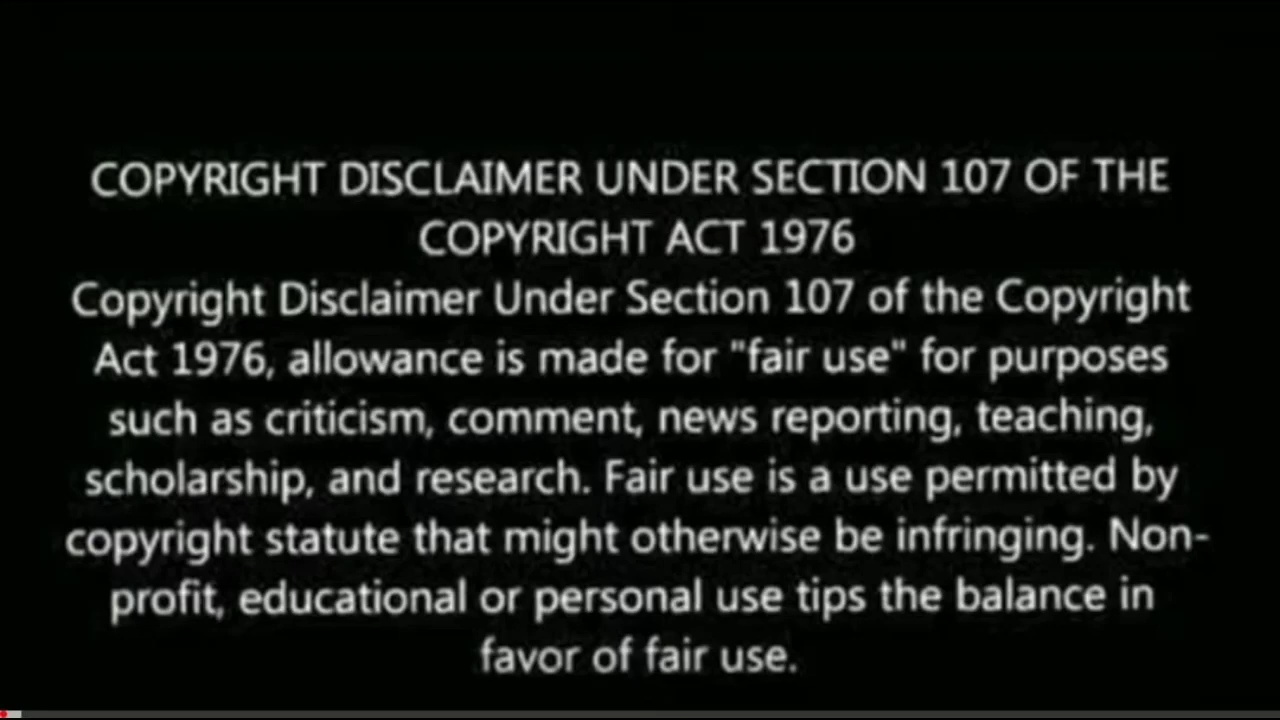 COPYRIGHT DISCLAIMER UNDER SECTION 107 OF THE
COPYRIGHT ACT 1976
Copyright Disclaimer Under Section 107 of the Copyright
Act 1976, allowance is made for "fair use" for purposes
such as criticism, comment, news reporting, teaching,
scholarship, and research. Fair use is a use permitted by
copyright statute that might otherwise be infringing. Non-
profit, educational or personal use tips the balance in
favor of fair use.